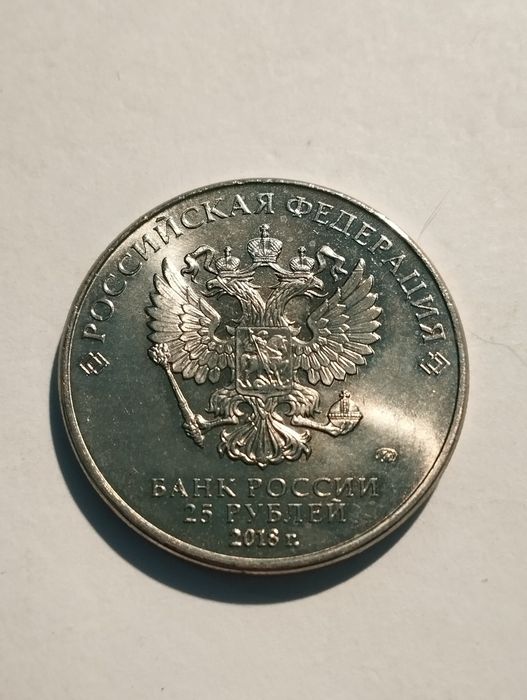 РОССИЙСКАЯ ФЕДЕРАЦИЯ
БАНК РОССИИ
25 РУБЛЕЙ
2018 г.